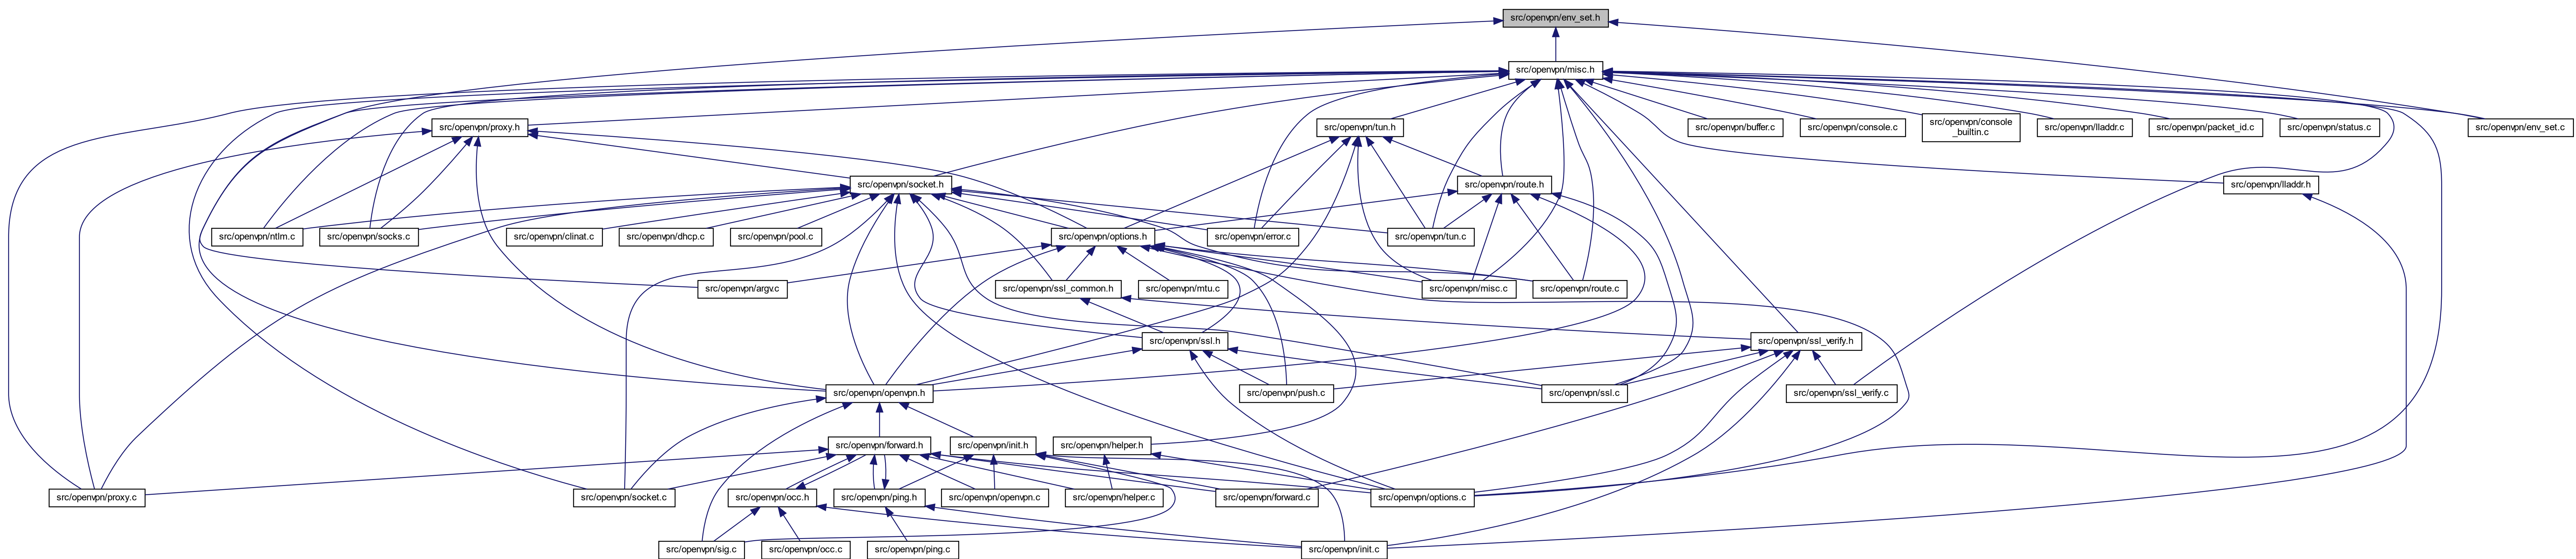 src/openvpn/env_set.h
src/openvpn/misc.h
src/openvpn/proxy.h
src/openvpn/tun.h
src/openvpn/buffer.c
src/openvpn/console.c
src/openvpn/console
_builtin.c
src/openvpn/lladdr.c
src/openvpn/packet_id.c
src/openvpn/status.c
src/openvpn/env_set.c
src/openvpn/socket.h
src/openvpn/route.h
src/openvpn/lladdr.h
src/openvpn/ntlm.c
src/openvpn/socks.c
src/openvpn/clinat.c
src/openvpn/dhcp.c
src/openvpn/pool.c
src/openvpn/options.h
src/openvpn/error.c
src/openvpn/tun.c
src/openvpn/argv.c
src/openvpn/ssl_common.h
src/openvpn/mtu.c
src/openvpn/misc.c
src/openvpn/route.c
src/openvpn/ssl.h
src/openvpn/ssl_verify.h
src/openvpn/openvpn.h
src/openvpn/push.c
src/openvpn/ssl.c
src/openvpn/ssl_verify.c
src/openvpn/forward.h
src/openvpn/init.h
src/openvpn/helper.h
src/openvpn/proxy.c
src/openvpn/socket.c
src/openvpn/occ.h
src/openvpn/ping.h
src/openvpn/openvpn.c
src/openvpn/helper.c
src/openvpn/forward.c
src/openvpn/options.c
src/openvpn/sig.c
src/openvpn/occ.c
src/openvpn/ping.c
src/openvpn/init.c